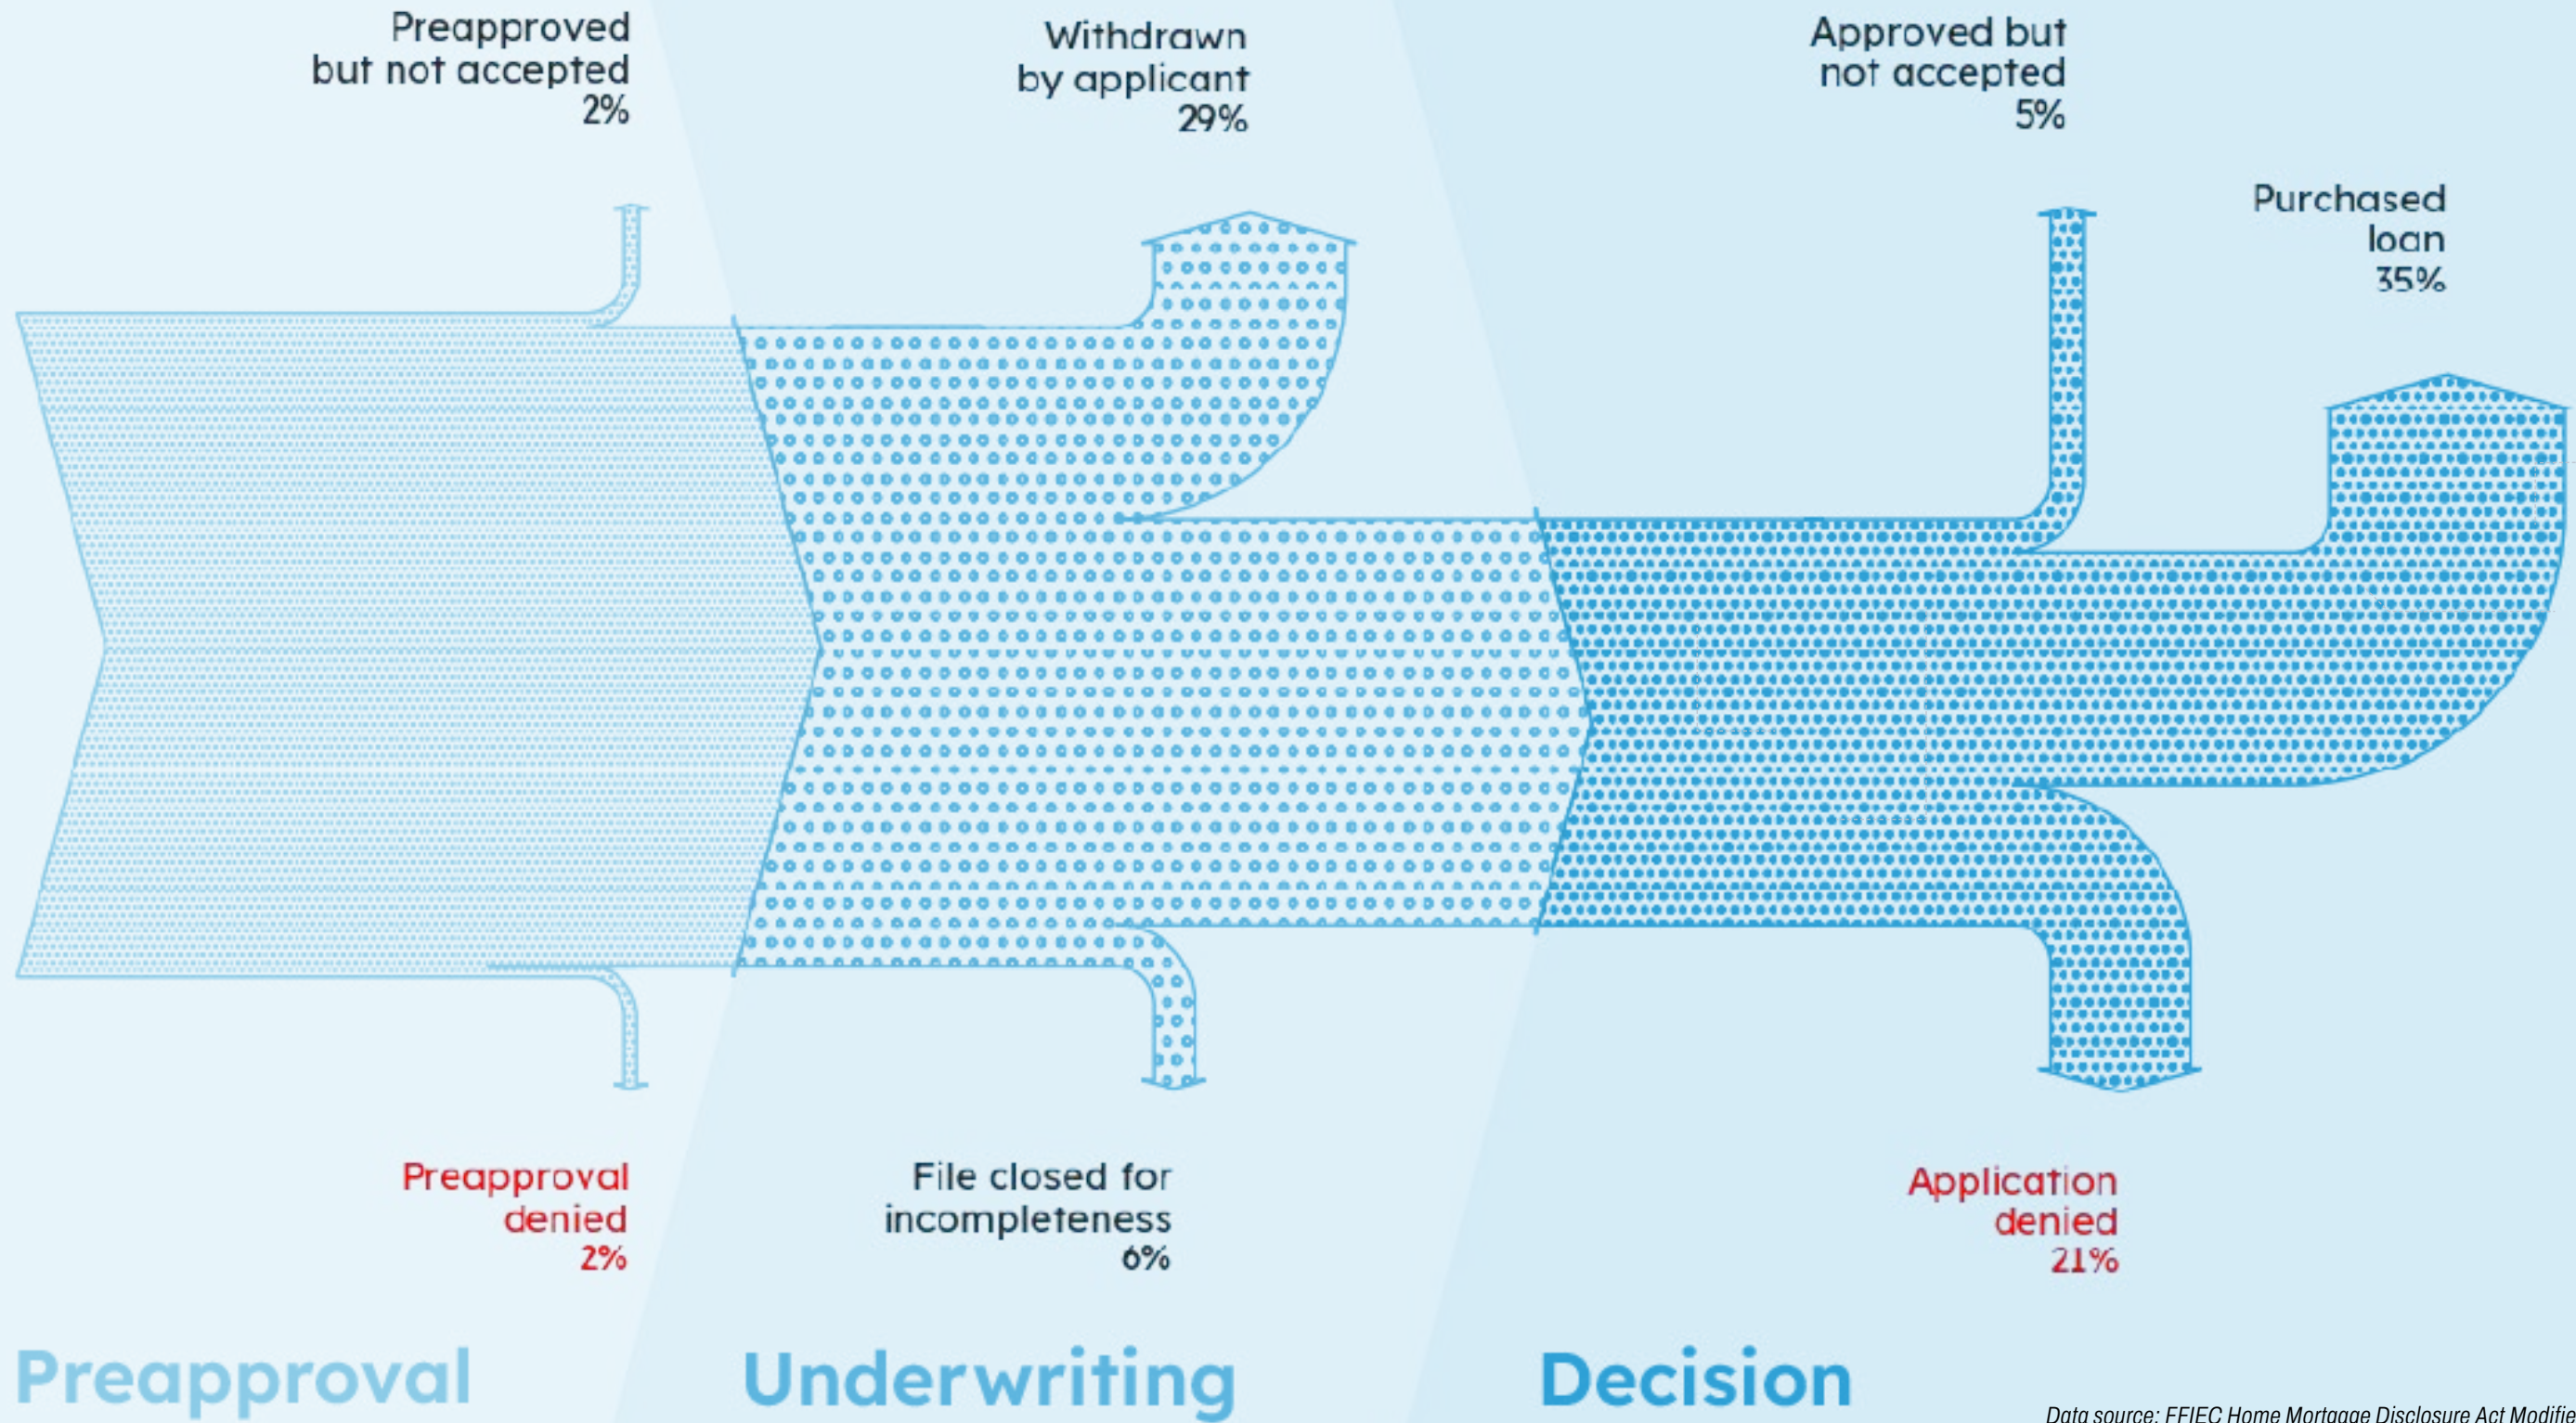 Preapproved
but not accepted
2%
Withdrawn
by applicant
29%
Approved but
not accepted
5%
Purchased
loan
35%
Preapproval
denied
2%
File closed for
incompleteness
6%
Application
denied
21%
Preapproval
Underwriting
Decision
Data source: FFIEC Home Mortgage Disclosure Act Modifie